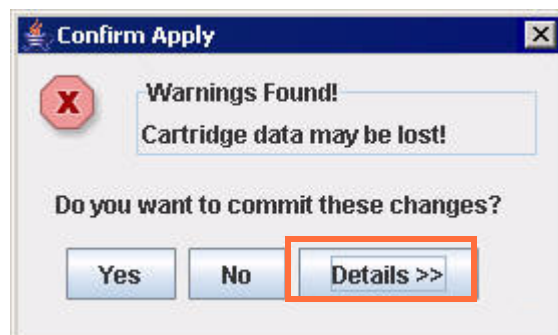 Confirm Apply
Warnings Found!
Cartridge data may be lost!
Do you want to commit these changes?
Yes No Details >>